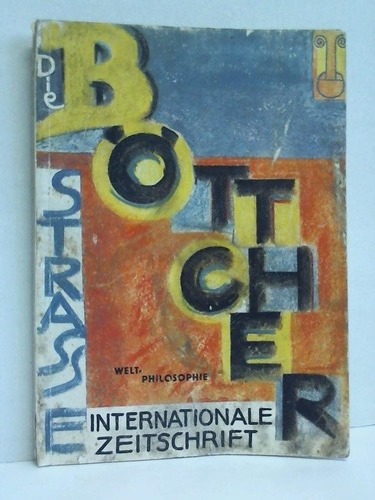 Die
BÖTTCHER
STRASSE
WELT-
PHILOSOPHIE
INTERNATIONALE
ZEITSCHRIFT